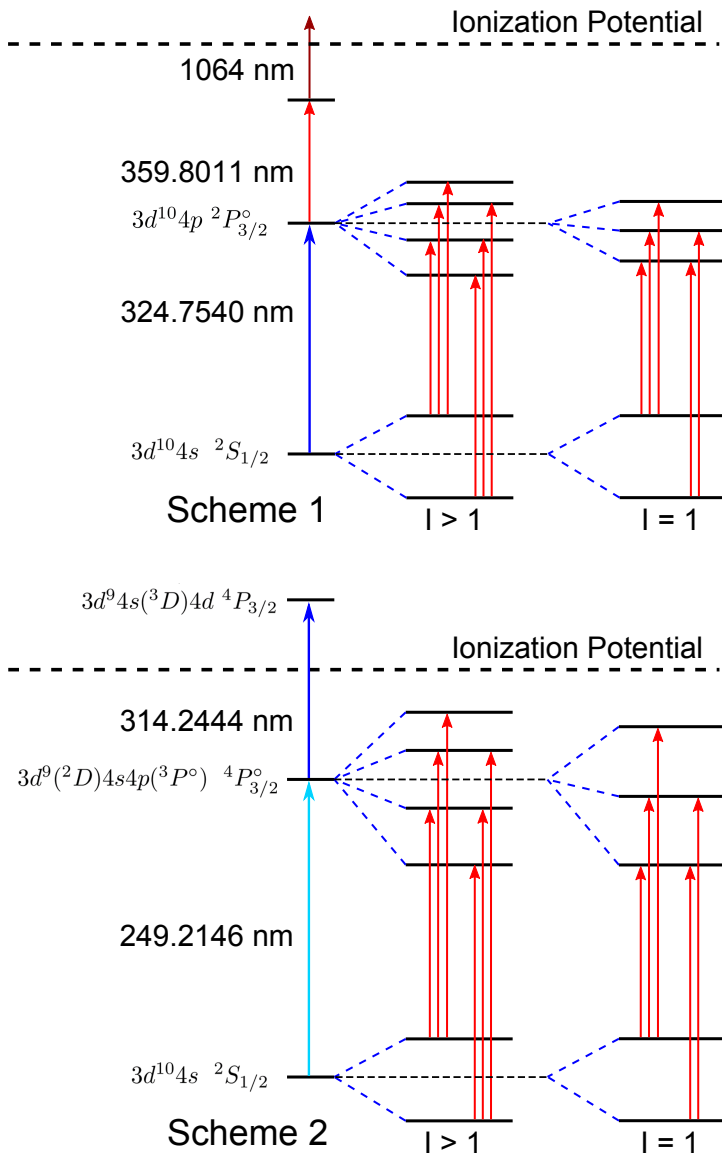 Ionization Potential
1064 nm
359.8011 nm
3d¹⁰4p ²P°₃/₂
324.7540 nm
3d¹⁰4s ²S₁/₂
Scheme 1
I > 1
I = 1
3d⁹4s(³D)4d ⁴P₃/₂
Ionization Potential
314.2444 nm
3d⁹(²D)4s4p(³P°) ⁴P°₃/₂
249.2146 nm
3d¹⁰4s ²S₁/₂
Scheme 2
I > 1
I = 1